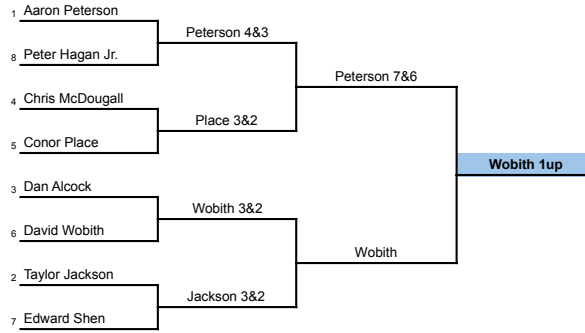 1 Aaron Peterson
Peterson 4&3
8 Peter Hagan Jr.
Peterson 7&6
4 Chris McDougall
Place 3&2
5 Conor Place
Wobith 1up
3 Dan Alcock
Wobith 3&2
6 David Wobith
Wobith
2 Taylor Jackson
Jackson 3&2
7 Edward Shen